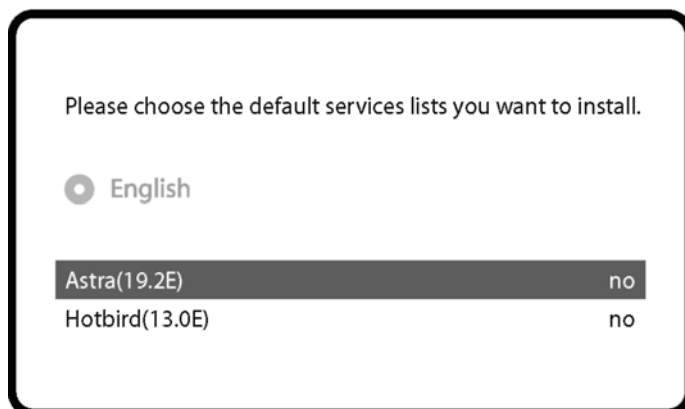 Please choose the default services lists you want to install.
English
Astra(19.2E) no
Hotbird(13.0E) no